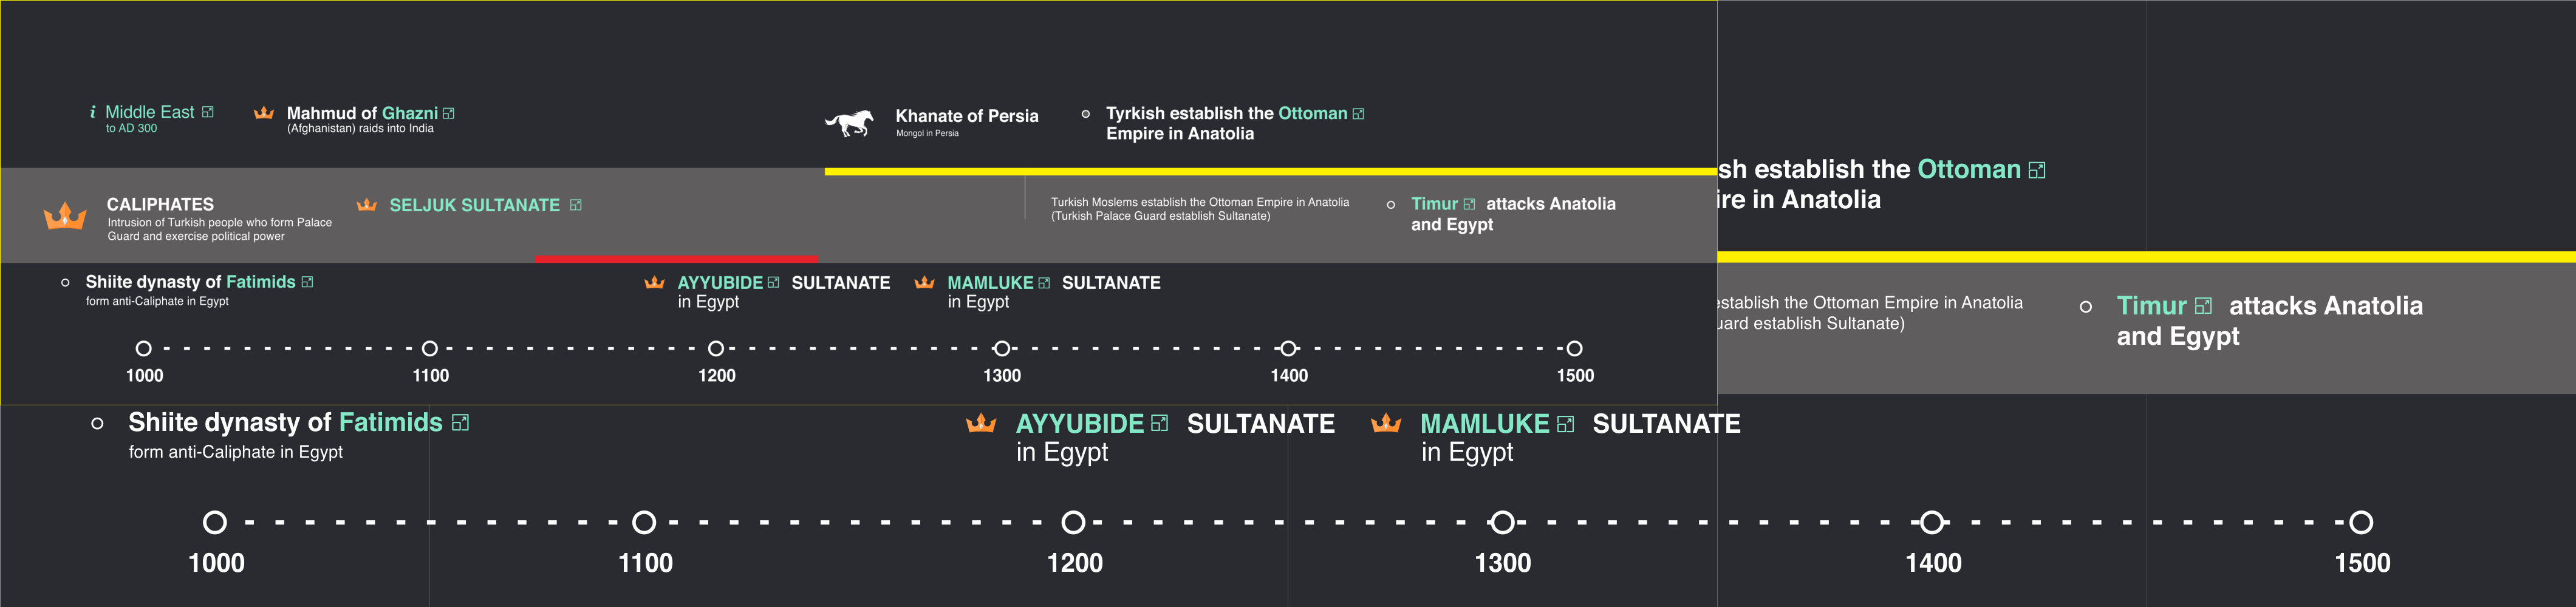 i Middle East
to AD 300
Mahmud of Ghazni
(Afghanistan) raids into India
Khanate of Persia
Mongol in Persia
Tyrkish establish the Ottoman
Empire in Anatolia
CALIPHATES
Intrusion of Turkish people who form Palace
Guard and exercise political power
SELJUK SULTANATE
Turkish Moslems establish the Ottoman Empire in Anatolia
(Turkish Palace Guard establish Sultanate)
Timur attacks Anatolia
and Egypt
Shiite dynasty of Fatimids
form anti-Caliphate in Egypt
AYYUBIDE SULTANATE
in Egypt
MAMLUKE SULTANATE
in Egypt
1000 1100 1200 1300 1400 1500
sh establish the Ottoman
ire in Anatolia
establish the Ottoman Empire in Anatolia
uard establish Sultanate)
Timur attacks Anatolia
and Egypt
Shiite dynasty of Fatimids
form anti-Caliphate in Egypt
AYYUBIDE SULTANATE
in Egypt
MAMLUKE SULTANATE
in Egypt
1000 1100 1200 1300 1400 1500